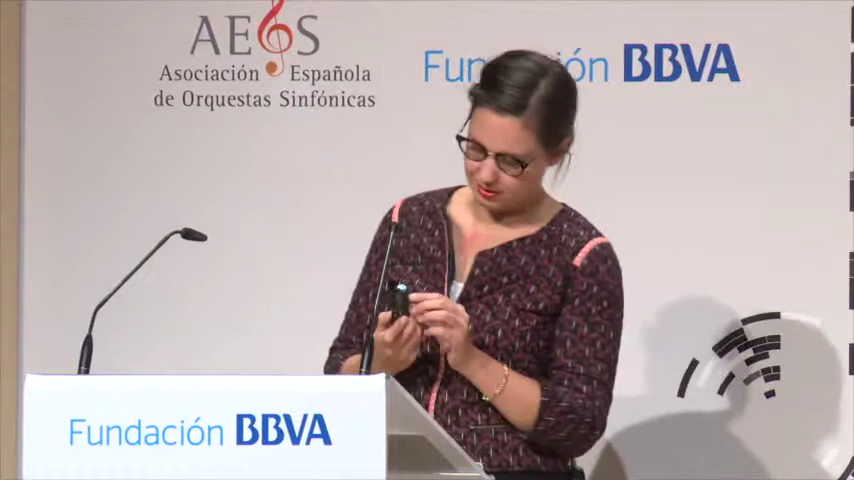 AEOS
Asociación Española
de Orquestas Sinfónicas
Fundación BBVA
Fundación BBVA